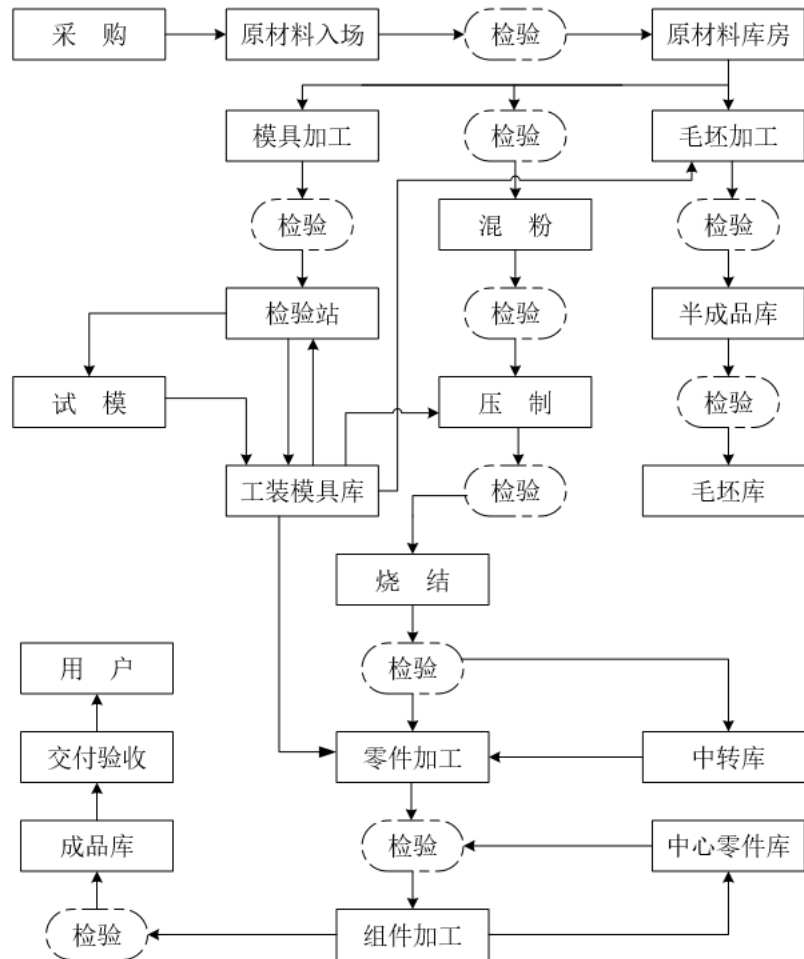 采 购
原材料入场
检验
原材料库房
模具加工
检验
毛坯加工
检验
混 粉
检验
检验站
检验
半成品库
试 模
压 制
检验
工装模具库
检验
毛坯库
烧 结
用 户
检验
交付验收
零件加工
中转库
成品库
检验
中心零件库
检验
组件加工